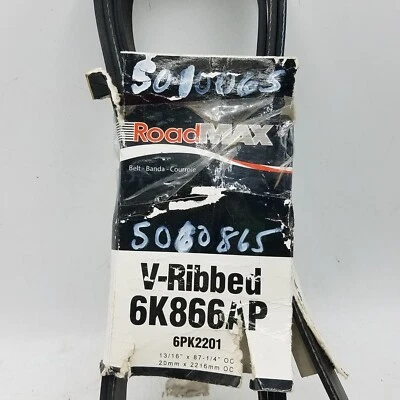 5060865
RoadMAX
Belt - Banda - Courroie
5060865
V-Ribbed
6K866AP
6PK2201
13/16" x 87-1/4" OC
20mm x 2216mm OC